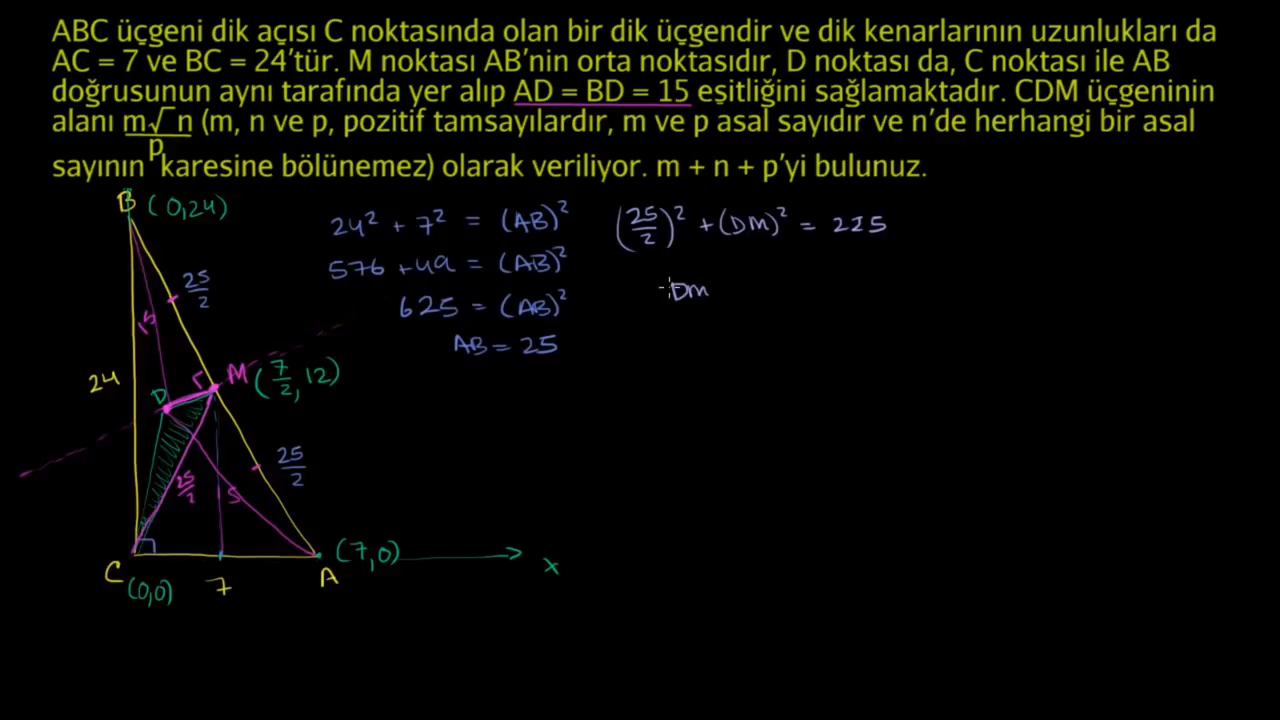 ABC üçgeni dik açısı C noktasında olan bir dik üçgendir ve dik kenarlarının uzunlukları da
AC = 7 ve BC = 24'tür. M noktası AB'nin orta noktasıdır, D noktası da, C noktası ile AB
doğrusunun aynı tarafında yer alıp AD = BD = 15 eşitliğini sağlamaktadır. CDM üçgeninin
alanı m√ n (m, n ve p, pozitif tamsayılardır, m ve p asal sayıdır ve n'de herhangi bir asal
p
sayının karesine bölünemez) olarak veriliyor. m + n + p'yi bulunuz.
B (0,24)
24² + 7² = (AB)²
(25/2)² + (DM)² = 225
576 + 49 = (AB)²
25/2
DM
625 = (AB)²
15
AB = 25
24
D
M (7/2, 12)
25/2
25/2
5
C
(0,0)
7
A
(7,0)
x